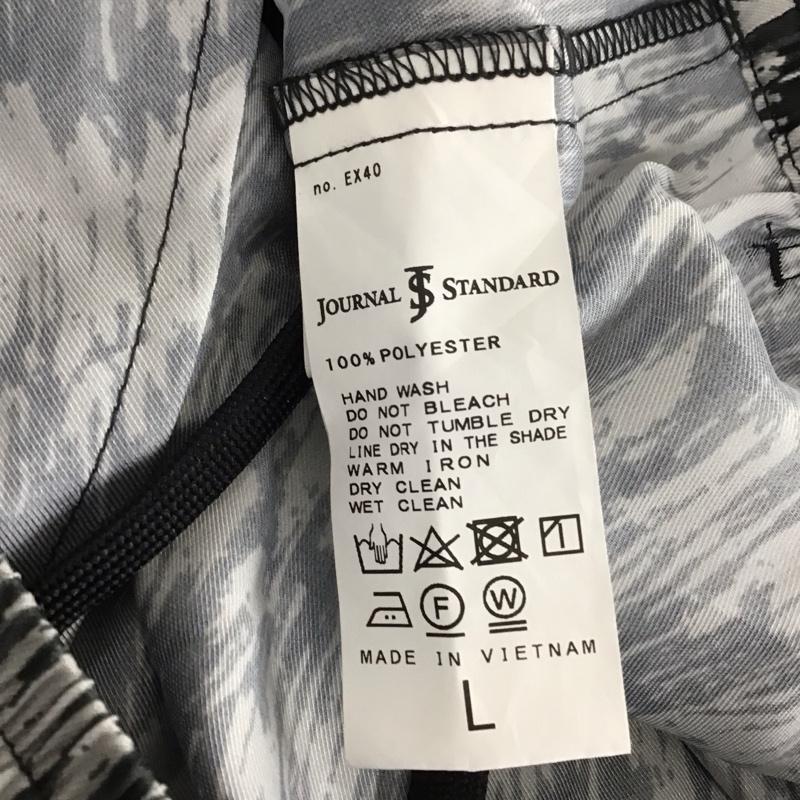 no. EX40
JOURNAL JS STANDARD
100% POLYESTER
HAND WASH
DO NOT BLEACH
DO NOT TUMBLE DRY
LINE DRY IN THE SHADE
WARM IRON
DRY CLEAN
WET CLEAN
F W
MADE IN VIETNAM
L